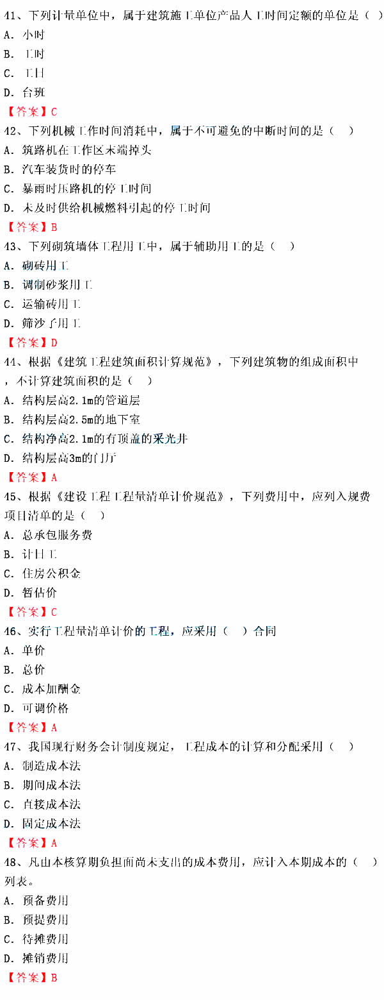 41、下列计量单位中，属于建筑施工单位产品人工时间定额的单位是（ ）
A. 小时
B. 工时
C. 工日
D. 台班
【答案】C
42、下列机械工作时间消耗中，属于不可避免的中断时间的是（ ）
A. 筑路机在工作区末端掉头
B. 汽车装货时的停车
C. 暴雨时压路机的停工时间
D. 未及时供给机械燃料引起的停工时间
【答案】B
43、下列砌筑墙体工程用工中，属于辅助用工的是（ ）
A. 砌砖用工
B. 调制砂浆用工
C. 运输砖用工
D. 筛沙子用工
【答案】D
44、根据《建筑工程建筑面积计算规范》，下列建筑物的组成面积中
，不计算建筑面积的是（ ）
A. 结构层高2.1m的管道层
B. 结构层高2.5m的地下室
C. 结构净高2.1m的有顶盖的采光井
D. 结构层高3m的门厅
【答案】A
45、根据《建设工程工程量清单计价规范》，下列费用中，应列入规费
项目清单的是（ ）
A. 总承包服务费
B. 计日工
C. 住房公积金
D. 暂估价
【答案】C
46、实行工程量清单计价的工程，应采用（ ）合同
A. 单价
B. 总价
C. 成本加酬金
D. 可调价格
【答案】A
47、我国现行财务会计制度规定，工程成本的计算和分配采用（ ）
A. 制造成本法
B. 期间成本法
C. 直接成本法
D. 固定成本法
【答案】A
48、凡由本核算期负担面尚未支出的成本费用，应计入本期成本的（ ）
列表。
A. 预备费用
B. 预提费用
C. 待摊费用
D. 摊销费用
【答案】B